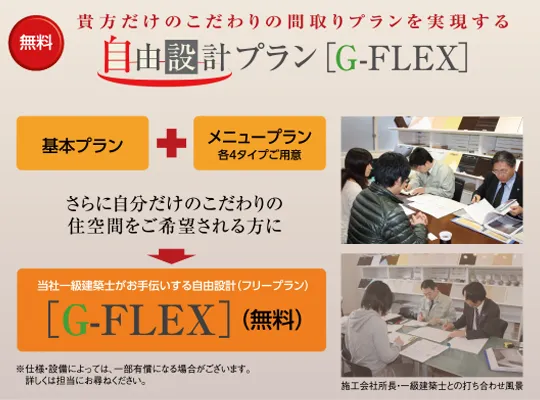 無料
貴方だけのこだわりの間取りプランを実現する
自由設計プラン[G-FLEX]
基本プラン
メニュープラン
各4タイプご用意
さらに自分だけのこだわりの
住空間をご希望される方に
当社一級建築士がお手伝いする自由設計(フリープラン)
[G-FLEX](無料)
※仕様・設備によっては、一部有償になる場合がございます。
詳しくは担当にお尋ねください。
施工会社所長・一級建築士との打ち合わせ風景